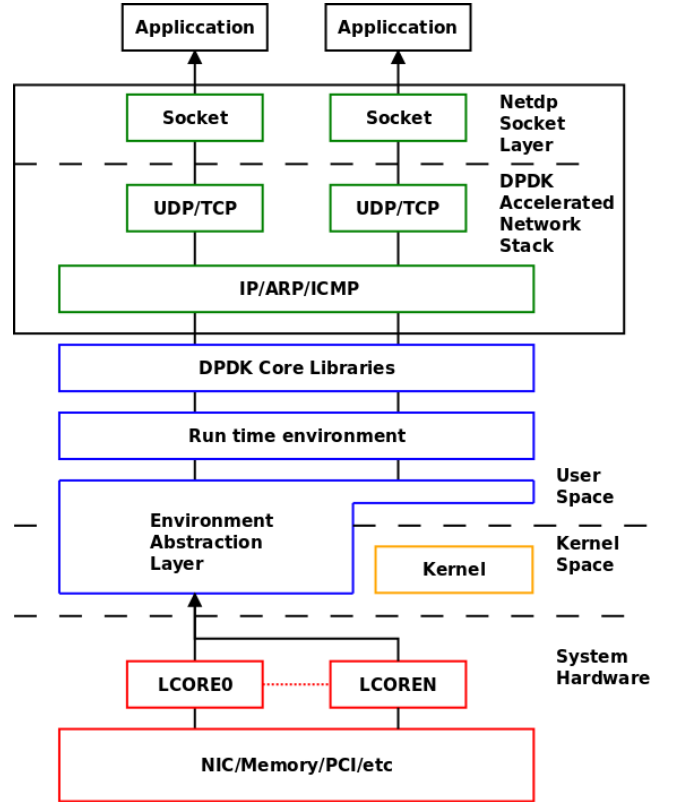 Appliccation
Appliccation
Socket
Socket
Netdp
Socket
Layer
UDP/TCP
UDP/TCP
DPDK
Accelerated
Network
Stack
IP/ARP/ICMP
DPDK Core Libraries
Run time environment
User
Space
Environment
Abstraction
Layer
Kernel
Kernel
Space
System
Hardware
LCORE0
LCOREN
NIC/Memory/PCI/etc